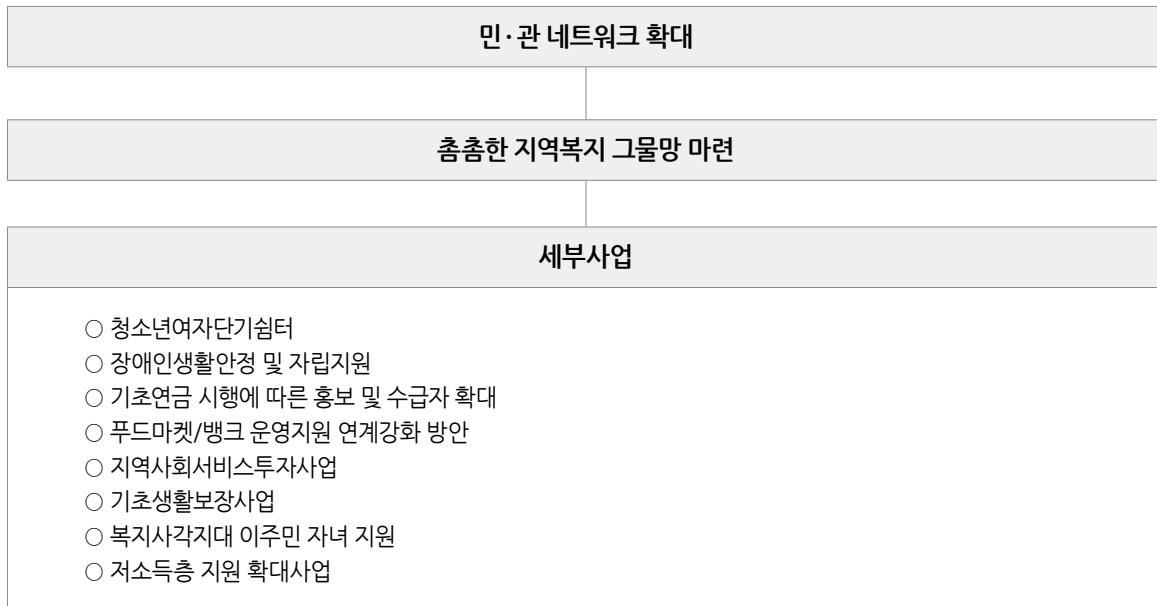 민·관 네트워크 확대
촘촘한 지역복지 그물망 마련
세부사업
○ 청소년여자단기쉼터
○ 장애인생활안정 및 자립지원
○ 기초연금 시행에 따른 홍보 및 수급자 확대
○ 푸드마켓/뱅크 운영지원 연계강화 방안
○ 지역사회서비스투자사업
○ 기초생활보장사업
○ 복지사각지대 이주민 자녀 지원
○ 저소득층 지원 확대사업